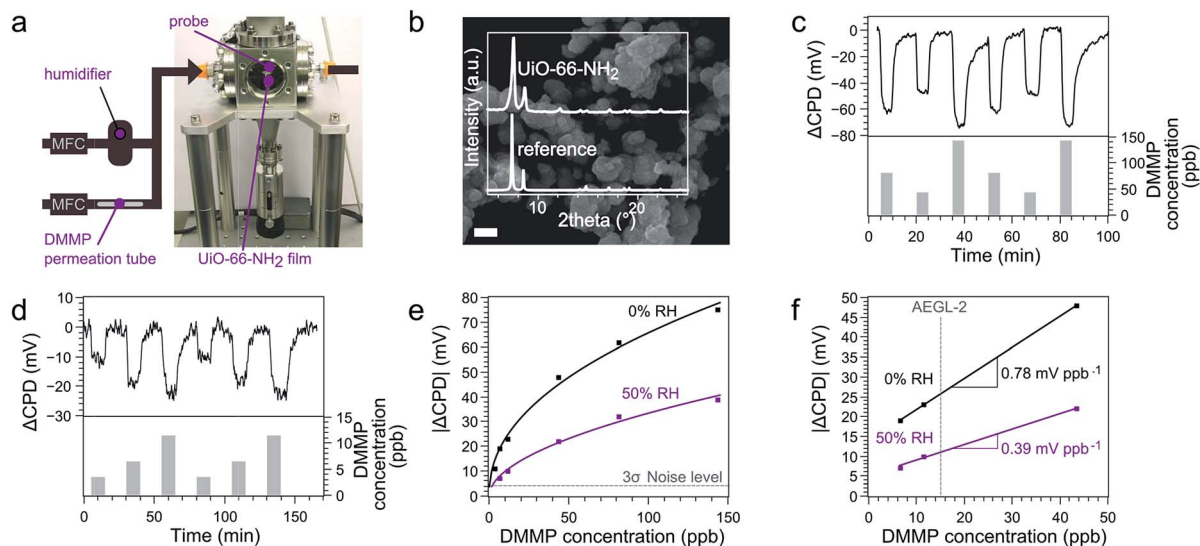 a
probe
humidifier
MFC
MFC
DMMP
permeation tube
UiO-66-NH2 film
b
Intensity (a.u.)
UiO-66-NH2
reference
10
20
2theta (°)
c
ΔCPD (mV)
0
−20
−40
−60
−80
150
100
50
0
DMMP
concentration
(ppb)
0 20 40 60 80 100
Time (min)
d
ΔCPD (mV)
10
0
−10
−20
−30
15
10
5
0
DMMP
concentration
(ppb)
0 50 100 150
Time (min)
e
|ΔCPD| (mV)
80
70
60
50
40
30
20
10
0
0% RH
50% RH
3σ Noise level
0 50 100 150
DMMP concentration (ppb)
f
|ΔCPD| (mV)
50
45
40
35
30
25
20
15
10
5
0
AEGL-2
0% RH
0.78 mV ppb-1
50% RH
0.39 mV ppb-1
0 10 20 30 40 50
DMMP concentration (ppb)